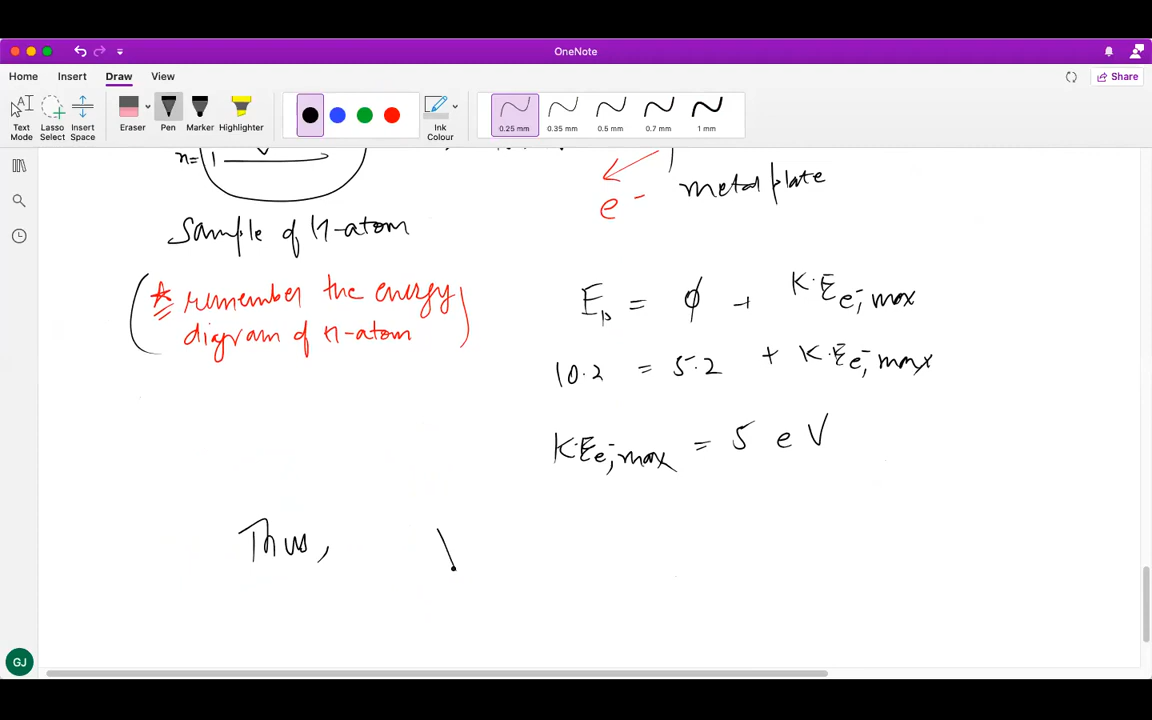 OneNote
Home Insert Draw View
Share
Text Mode
Lasso Select
Insert Space
Eraser
Pen
Marker
Highlighter
Ink Colour
0.25 mm
0.35 mm
0.5 mm
0.7 mm
1 mm
n=1
metal plate
e-
Sample of H-atom
(* remember the energy
diagram of H-atom)
Ep = φ + K.E e-, max
10.2 = 5.2 + K.E e-, max
K.E e-, max = 5 eV
Thus,
GJ